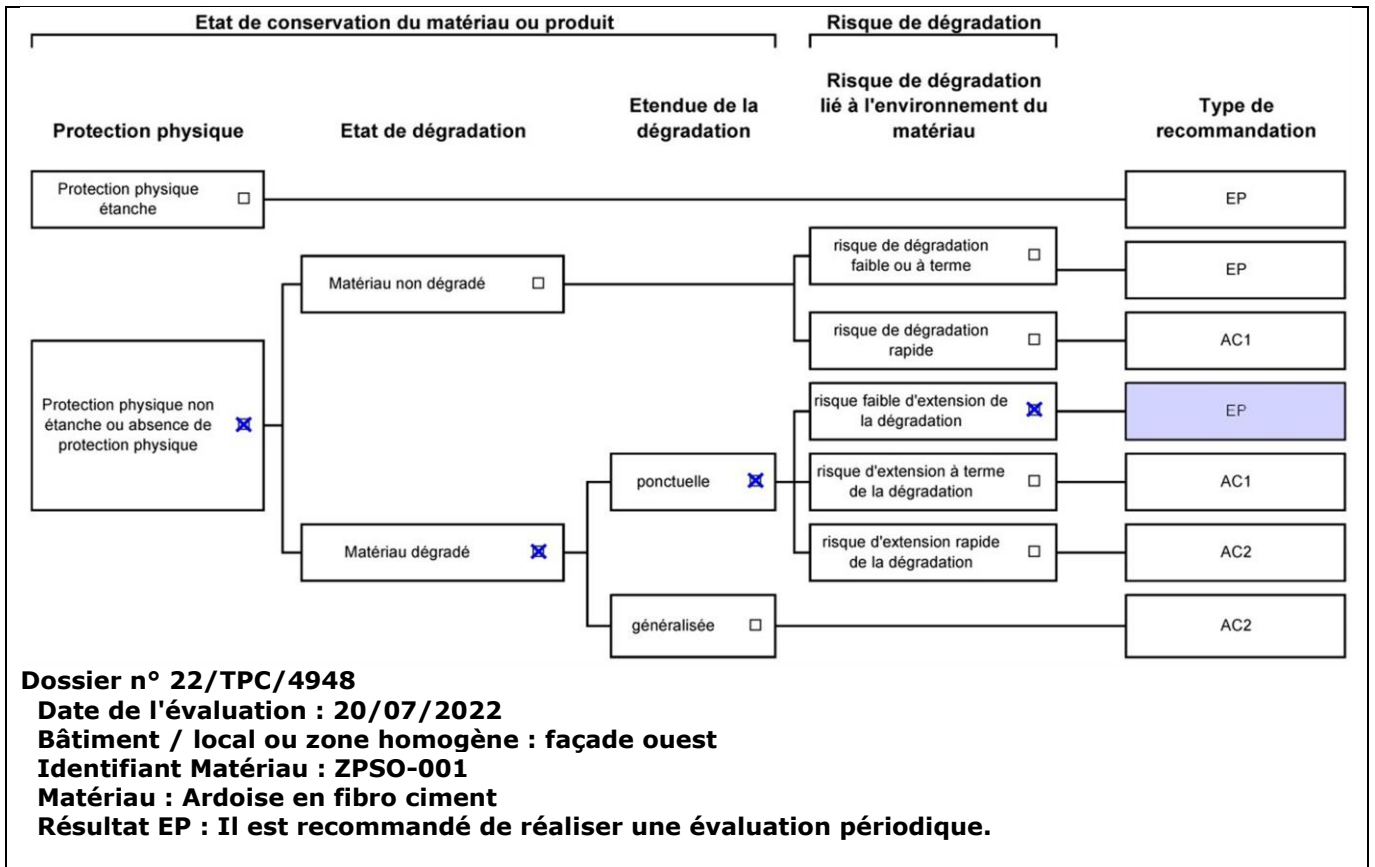 Etat de conservation du matériau ou produit
Risque de dégradation
Protection physique
Etat de dégradation
Etendue de la
dégradation
Risque de dégradation
lié à l'environnement du
matériau
Type de
recommandation
Protection physique
étanche
EP
risque de dégradation
faible ou à terme
EP
Matériau non dégradé
risque de dégradation
rapide
AC1
Protection physique non
étanche ou absence de
protection physique
risque faible d'extension de
la dégradation
EP
ponctuelle
risque d'extension à terme
de la dégradation
AC1
Matériau dégradé
risque d'extension rapide
de la dégradation
AC2
généralisée
AC2
Dossier n° 22/TPC/4948
Date de l'évaluation : 20/07/2022
Bâtiment / local ou zone homogène : façade ouest
Identifiant Matériau : ZPSO-001
Matériau : Ardoise en fibro ciment
Résultat EP : Il est recommandé de réaliser une évaluation périodique.